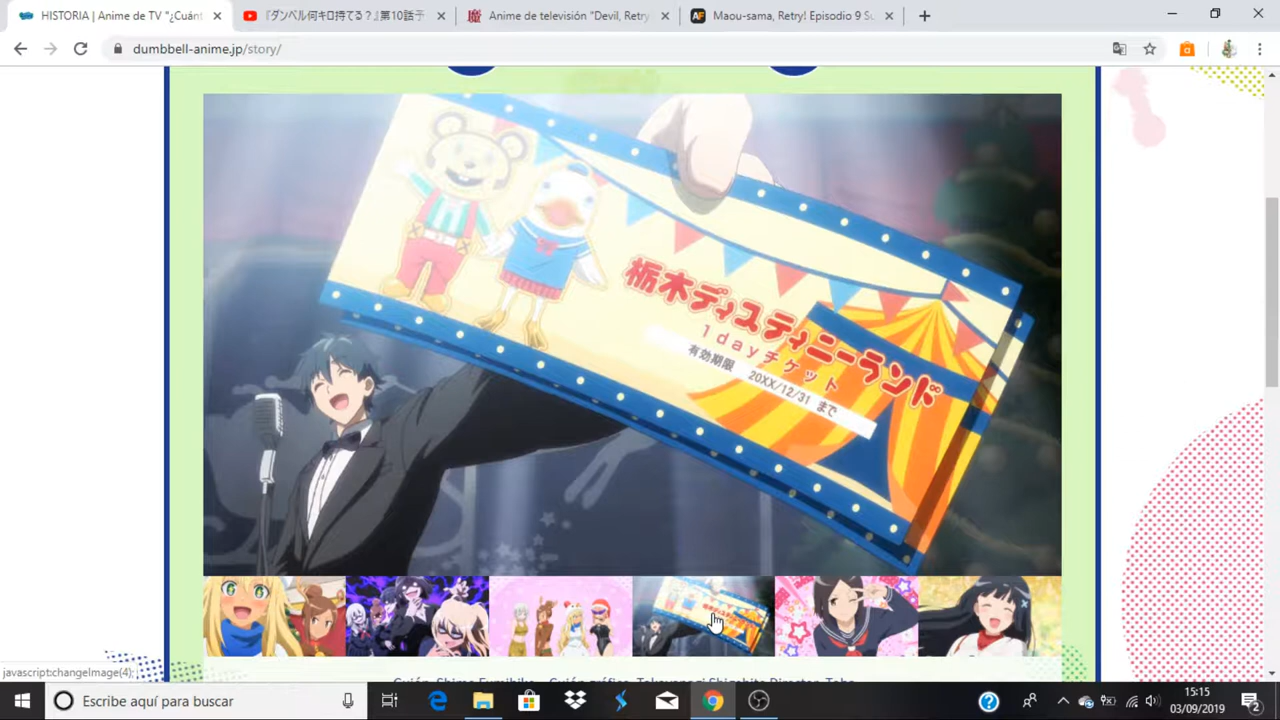 HISTORIA | Anime de TV "¿Cuánt
『ダンベル何キロ持てる？』第10話予
Anime de televisión "Devil, Retry
Maou-sama, Retry! Episodio 9 Su
dumbbell-anime.jp/story/
栃木ディスティニーランド
1dayチケット
有効期限 20XX/12/31 まで
javascript:changeImage(4);
Escribe aquí para buscar
15:15
03/09/2019
2